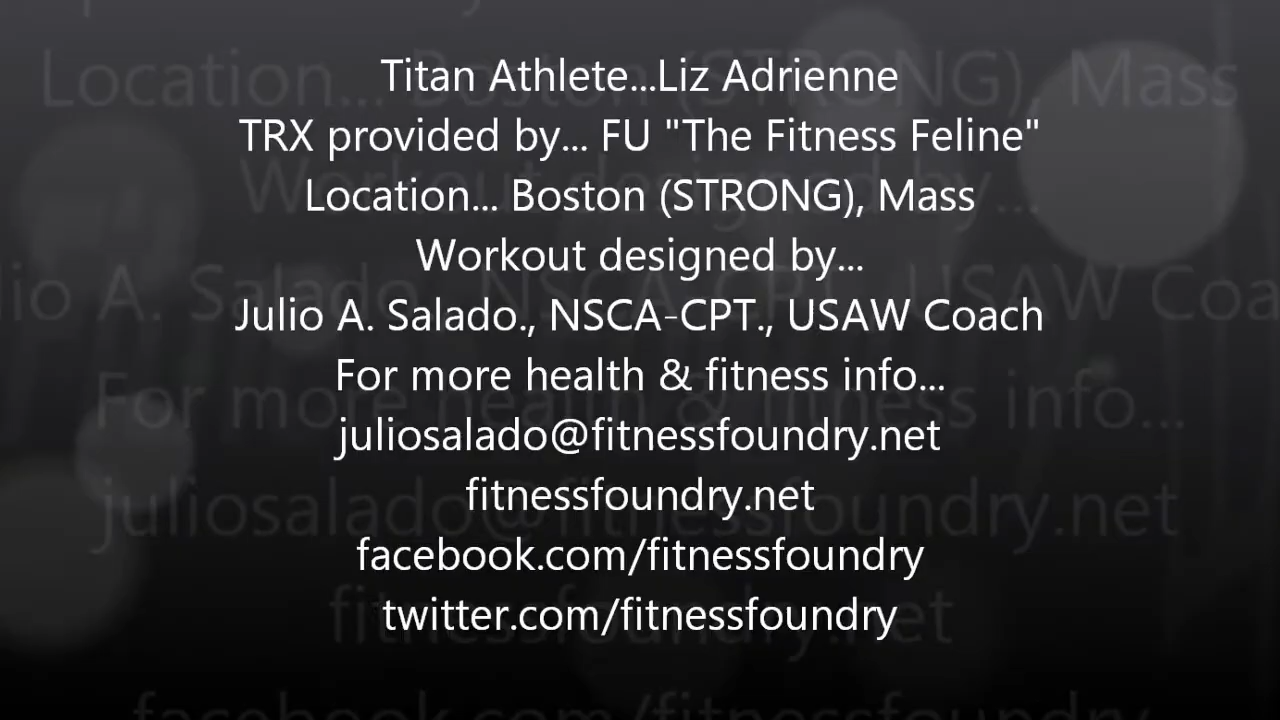 Titan Athlete...Liz Adrienne
TRX provided by... FU "The Fitness Feline"
Location... Boston (STRONG), Mass
Workout designed by...
Julio A. Salado., NSCA-CPT., USAW Coach
For more health & fitness info...
juliosalado@fitnessfoundry.net
fitnessfoundry.net
facebook.com/fitnessfoundry
twitter.com/fitnessfoundry